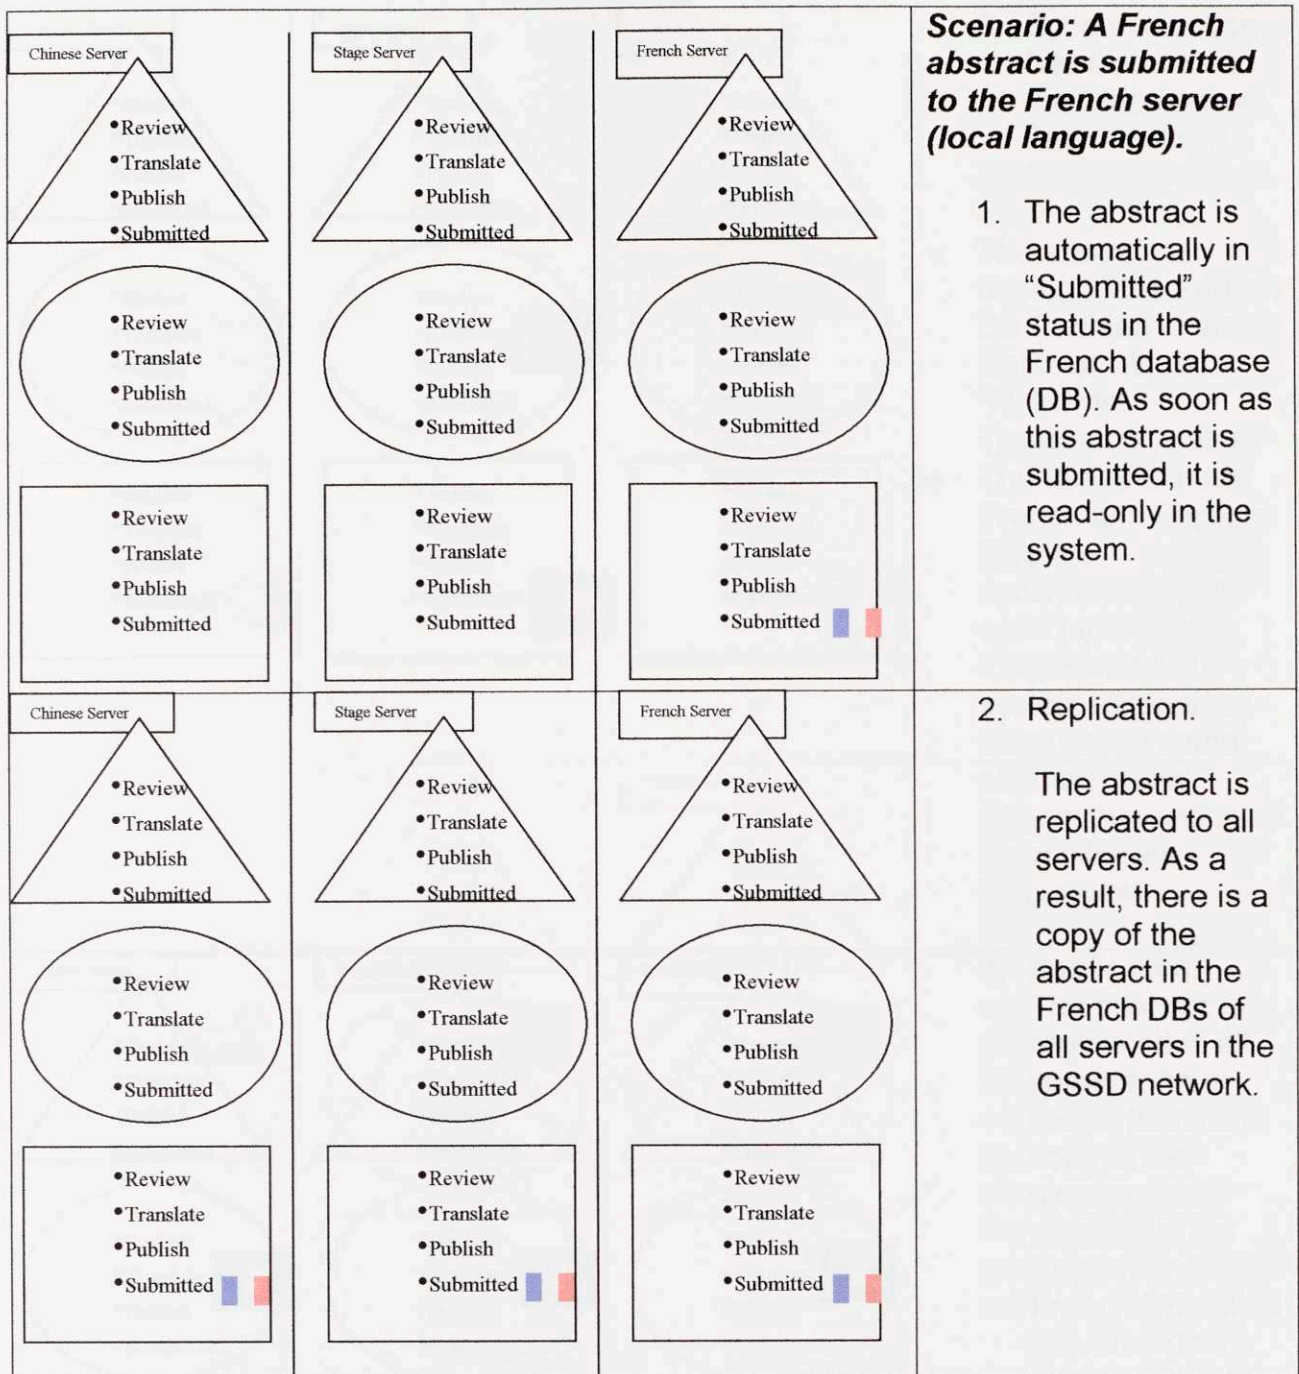 Chinese Server
•Review
•Translate
•Publish
•Submitted
•Review
•Translate
•Publish
•Submitted
•Review
•Translate
•Publish
•Submitted
Stage Server
•Review
•Translate
•Publish
•Submitted
•Review
•Translate
•Publish
•Submitted
•Review
•Translate
•Publish
•Submitted
French Server
•Review
•Translate
•Publish
•Submitted
•Review
•Translate
•Publish
•Submitted
•Review
•Translate
•Publish
•Submitted
Scenario: A French
abstract is submitted
to the French server
(local language).
1. The abstract is
automatically in
“Submitted”
status in the
French database
(DB). As soon as
this abstract is
submitted, it is
read-only in the
system.
Chinese Server
•Review
•Translate
•Publish
•Submitted
•Review
•Translate
•Publish
•Submitted
•Review
•Translate
•Publish
•Submitted
Stage Server
•Review
•Translate
•Publish
•Submitted
•Review
•Translate
•Publish
•Submitted
•Review
•Translate
•Publish
•Submitted
French Server
•Review
•Translate
•Publish
•Submitted
•Review
•Translate
•Publish
•Submitted
•Review
•Translate
•Publish
•Submitted
2. Replication.
The abstract is
replicated to all
servers. As a
result, there is a
copy of the
abstract in the
French DBs of
all servers in the
GSSD network.